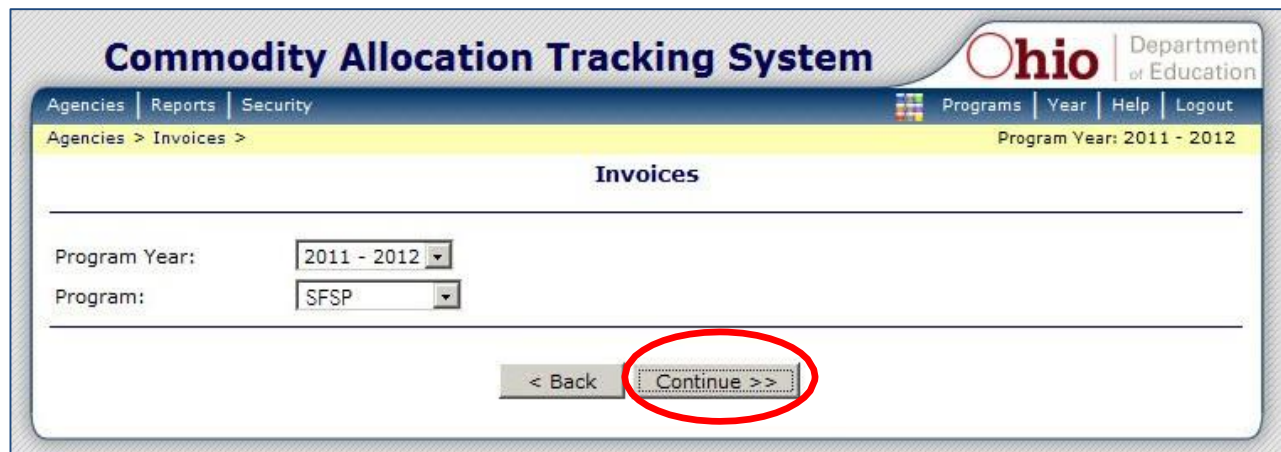 Commodity Allocation Tracking System
Ohio Department of Education
Agencies | Reports | Security Programs | Year | Help | Logout
Agencies > Invoices > Program Year: 2011 - 2012
Invoices
Program Year: 2011 - 2012
Program: SFSP
< Back Continue >>